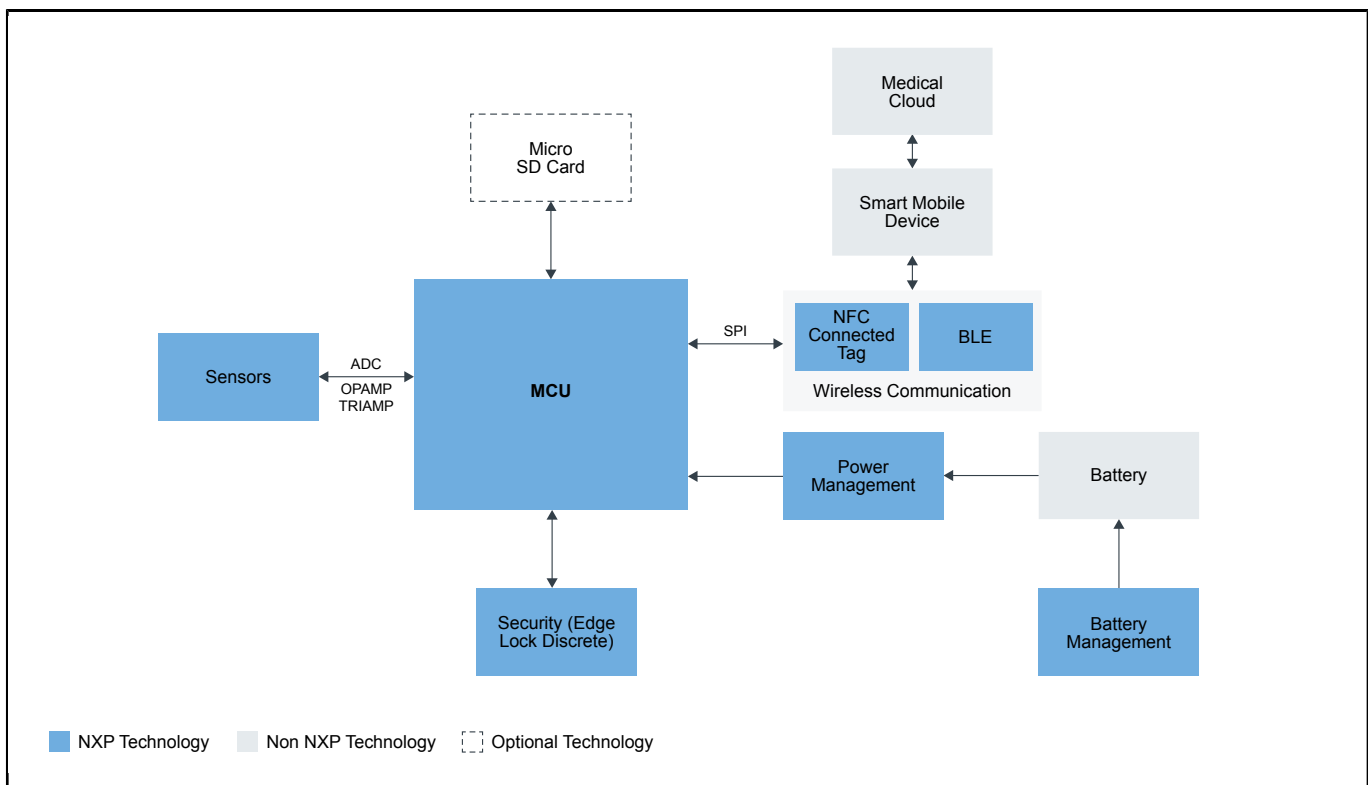 Medical
Cloud
Micro
SD Card
Smart Mobile
Device
NFC
Connected
Tag
BLE
SPI
Wireless Communication
Sensors
ADC
OPAMP
TRIAMP
MCU
Power
Management
Battery
Security (Edge
Lock Discrete)
Battery
Management
NXP Technology
Non NXP Technology
Optional Technology